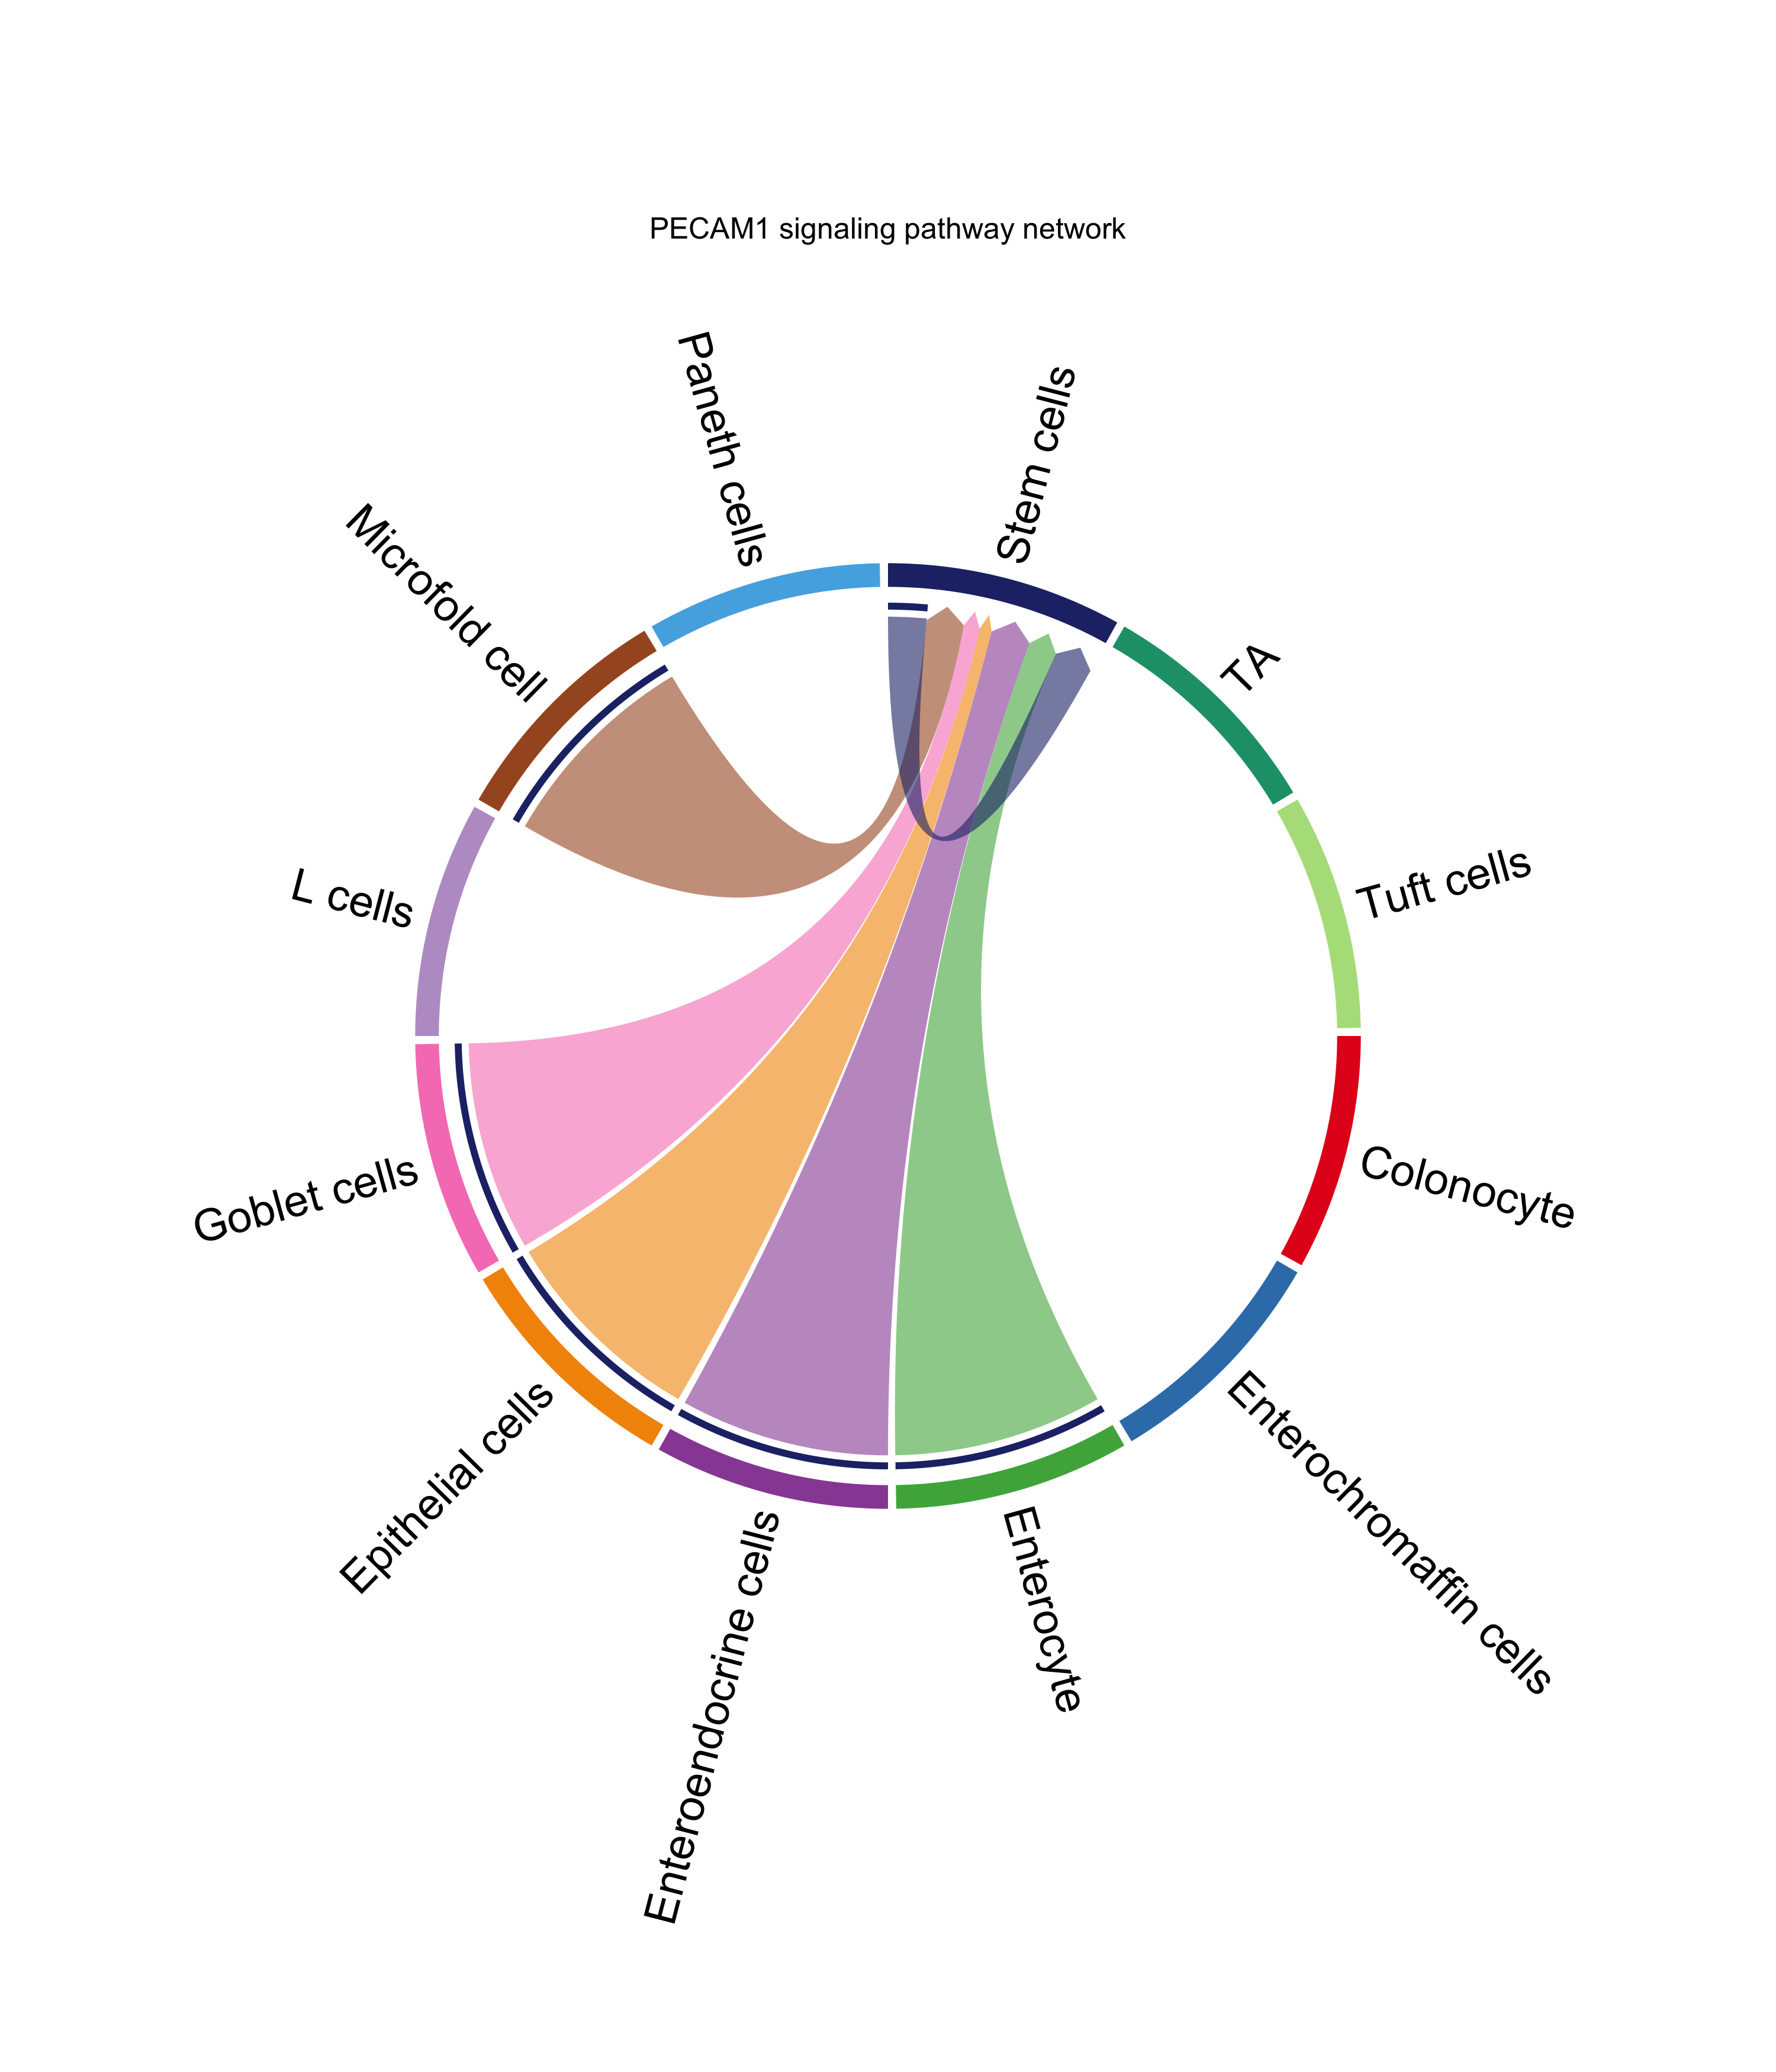 PECAM1 signaling pathway network
Paneth cells
Stem cells
Microfold cell
TA
L cells
Tuft cells
Goblet cells
Colonocyte
Epithelial cells
Enterochromaffin cells
Enteroendocrine cells
Enterocyte